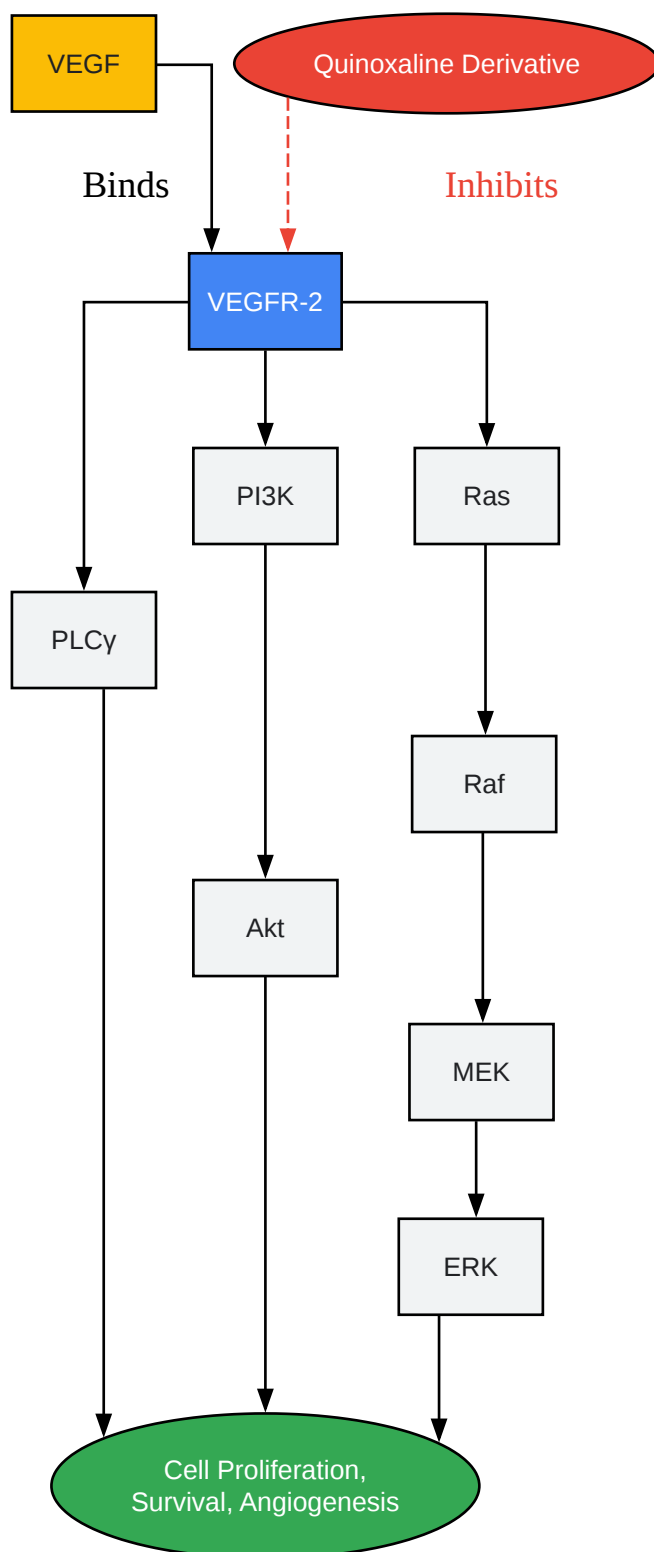 VEGF
Quinoxaline Derivative
Binds
Inhibits
VEGFR-2
PI3K
Ras
PLCγ
Raf
Akt
MEK
ERK
Cell Proliferation,
Survival, Angiogenesis